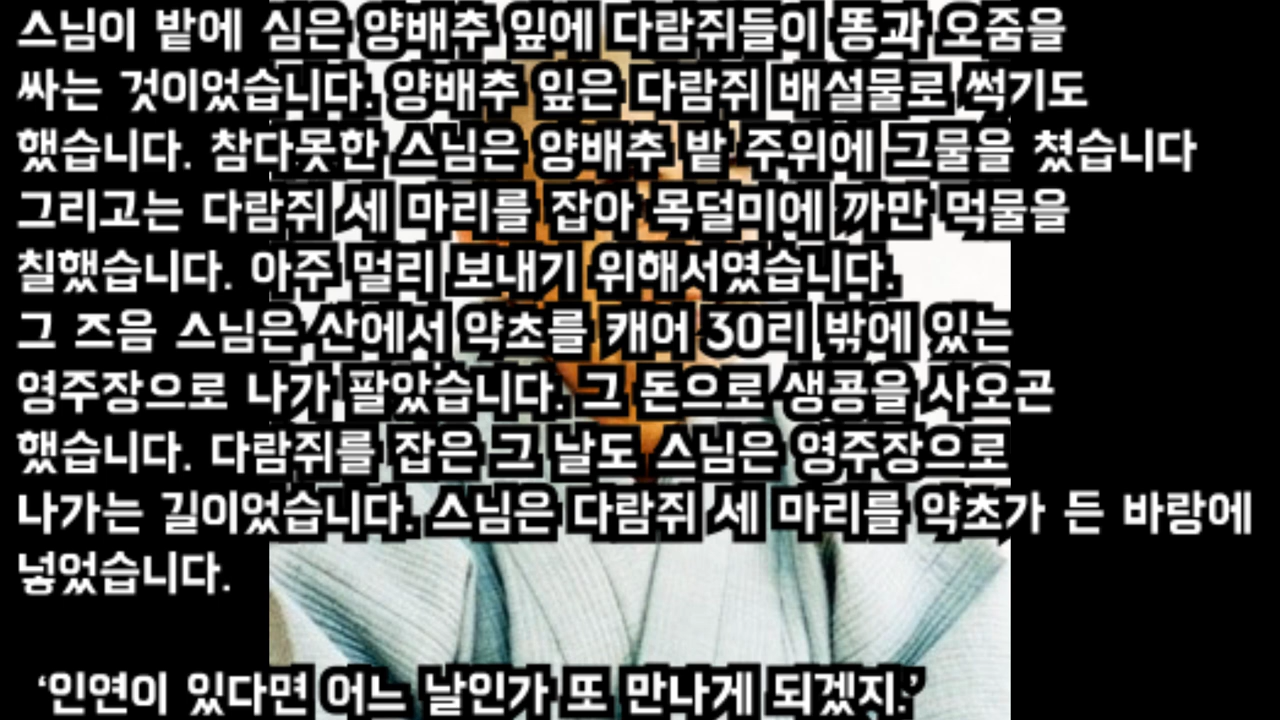 스님이 밭에 심은 양배추 잎에 다람쥐들이 똥과 오줌을
싸는 것이었습니다. 양배추 잎은 다람쥐 배설물로 썩기도
했습니다. 참다못한 스님은 양배추 밭 주위에 그물을 쳤습니다
그리고는 다람쥐 세 마리를 잡아 목덜미에 까만 먹물을
칠했습니다. 아주 멀리 보내기 위해서였습니다.
그 즈음 스님은 산에서 약초를 캐어 30리 밖에 있는
영주장으로 나가 팔았습니다. 그 돈으로 생콩을 사오곤
했습니다. 다람쥐를 잡은 그 날도 스님은 영주장으로
나가는 길이었습니다. 스님은 다람쥐 세 마리를 약초가 든 바랑에
넣었습니다.
‘인연이 있다면 어느 날인가 또 만나게 되겠지.’